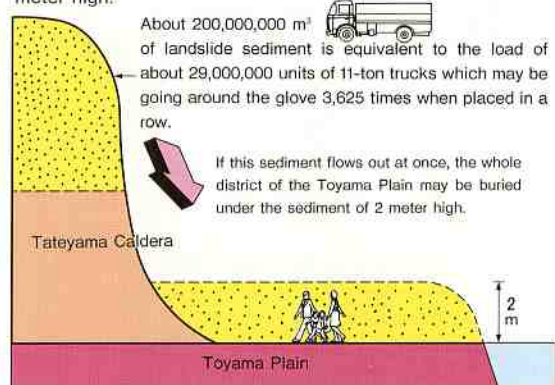 meter high.
About 200,000,000 m³
of landslide sediment is equivalent to the load of
about 29,000,000 units of 11-ton trucks which may be
going around the glove 3,625 times when placed in a
row.
If this sediment flows out at once, the whole
district of the Toyama Plain may be buried
under the sediment of 2 meter high.
Tateyama Caldera
2
m
Toyama Plain